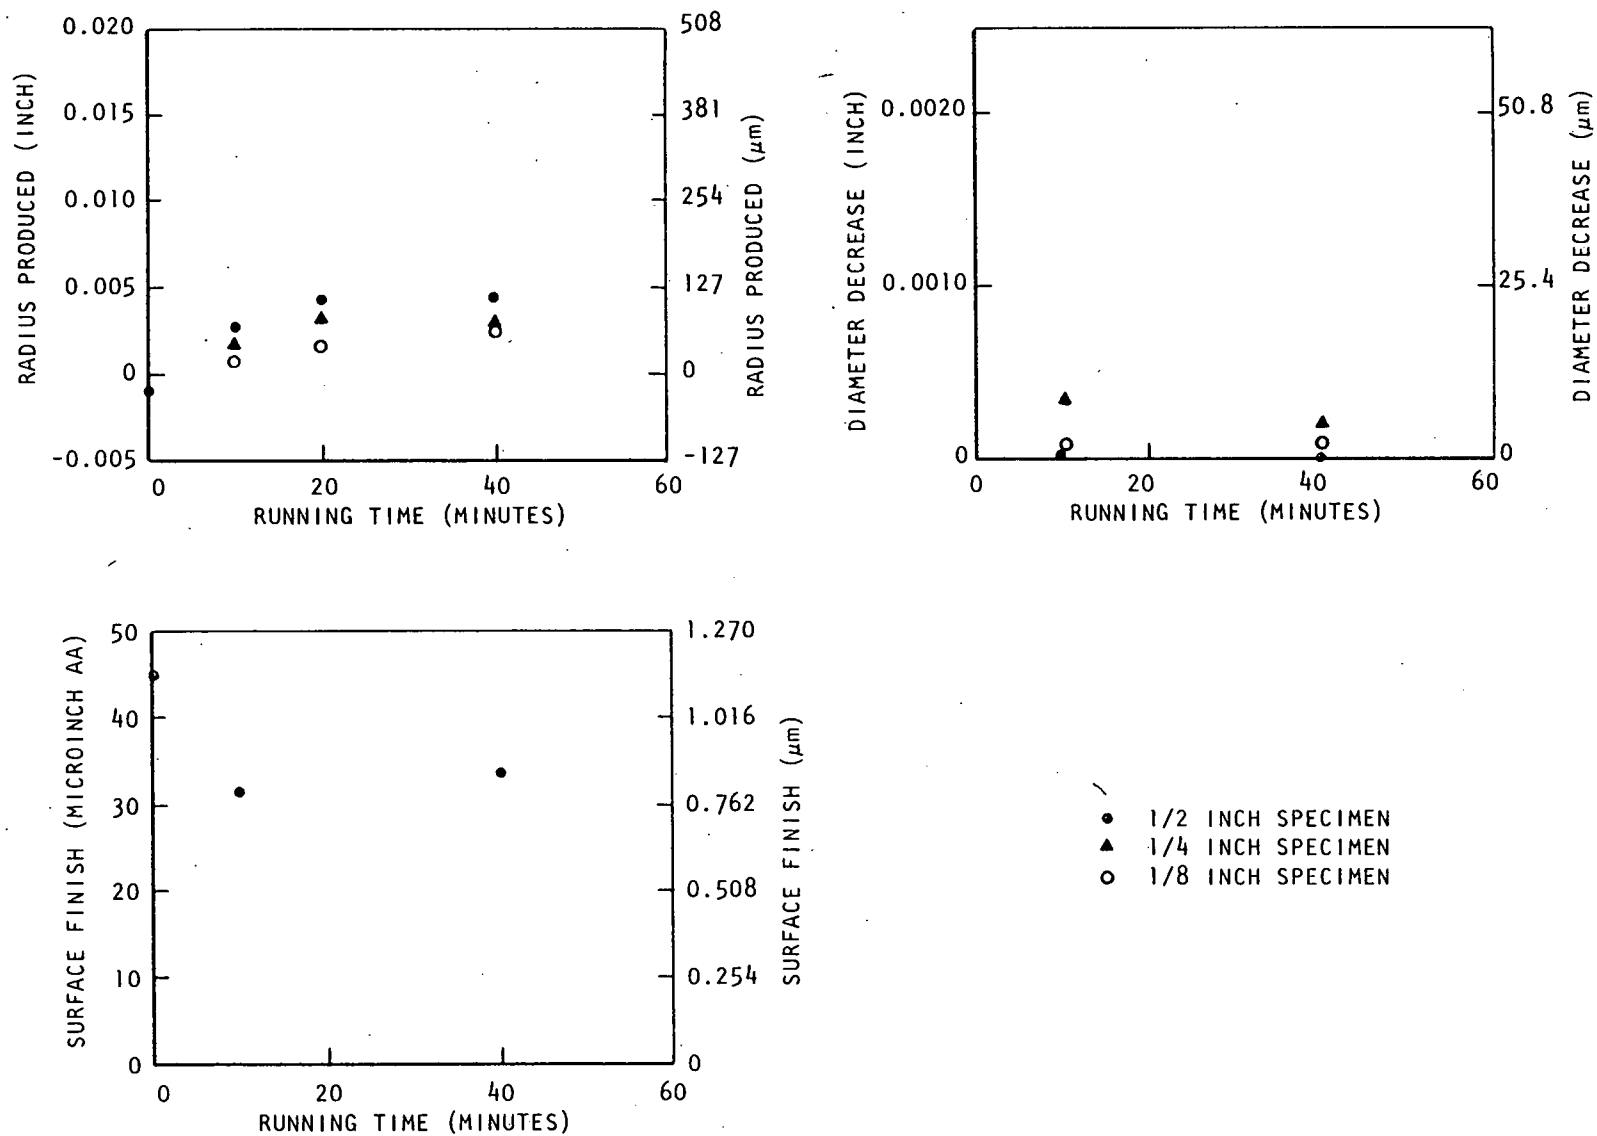 0.020
0.015
0.010
0.005
0
-0.005
RADIUS PRODUCED (INCH)
508
381
254
127
0
-127
RADIUS PRODUCED (µm)
0 20 40 60
RUNNING TIME (MINUTES)
0.0020
0.0010
0
DIAMETER DECREASE (INCH)
50.8
25.4
0
DIAMETER DECREASE (µm)
0 20 40 60
RUNNING TIME (MINUTES)
50
40
30
20
10
0
SURFACE FINISH (MICROINCH AA)
1.270
1.016
0.762
0.508
0.254
0
SURFACE FINISH (µm)
0 20 40 60
RUNNING TIME (MINUTES)
1/2 INCH SPECIMEN
1/4 INCH SPECIMEN
1/8 INCH SPECIMEN